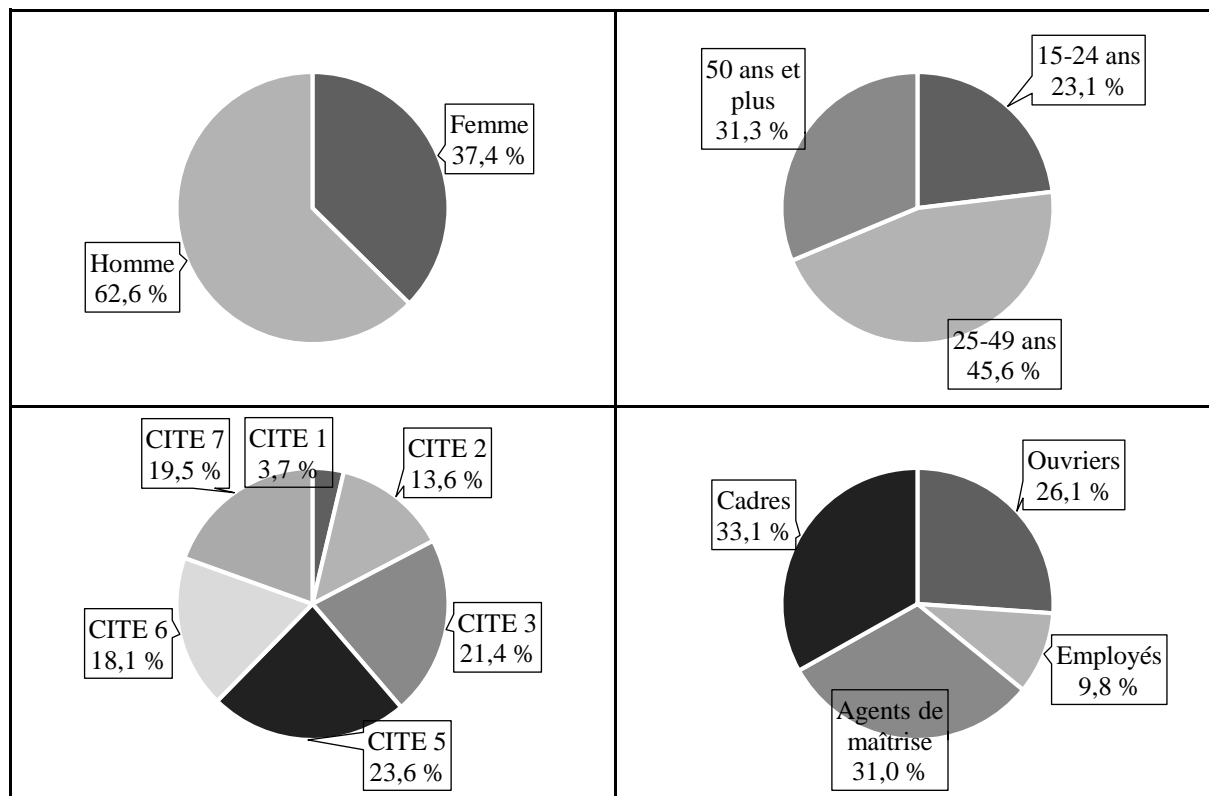 Femme
37,4 %
Homme
62,6 %
50 ans et
plus
31,3 %
15-24 ans
23,1 %
25-49 ans
45,6 %
CITE 7
19,5 %
CITE 1
3,7 %
CITE 2
13,6 %
CITE 6
18,1 %
CITE 3
21,4 %
CITE 5
23,6 %
Cadres
33,1 %
Ouvriers
26,1 %
Employés
9,8 %
Agents de
maîtrise
31,0 %